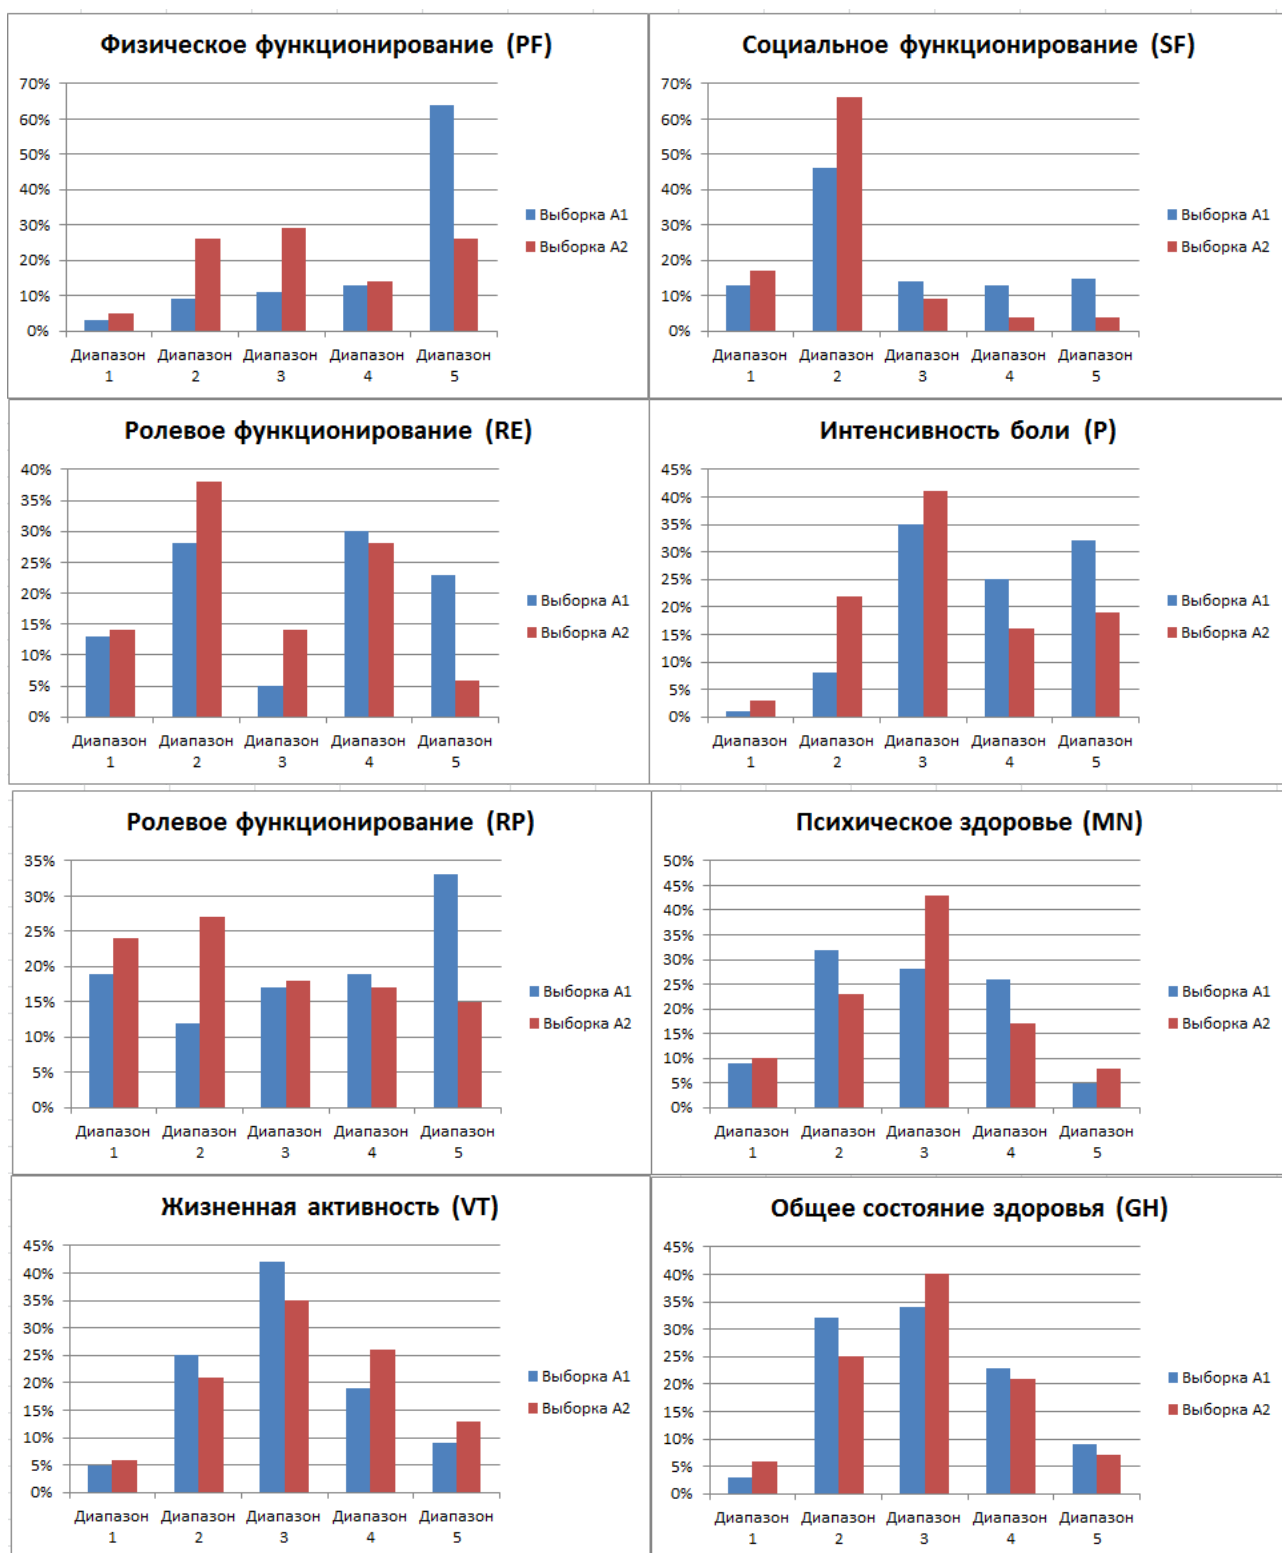 Физическое функционирование (PF)
70%
60%
50%
40%
30%
20%
10%
0%
Диапазон 1
Диапазон 2
Диапазон 3
Диапазон 4
Диапазон 5
Выборка А1
Выборка А2
Социальное функционирование (SF)
70%
60%
50%
40%
30%
20%
10%
0%
Диапазон 1
Диапазон 2
Диапазон 3
Диапазон 4
Диапазон 5
Выборка А1
Выборка А2
Ролевое функционирование (RE)
40%
35%
30%
25%
20%
15%
10%
5%
0%
Диапазон 1
Диапазон 2
Диапазон 3
Диапазон 4
Диапазон 5
Выборка А1
Выборка А2
Интенсивность боли (P)
45%
40%
35%
30%
25%
20%
15%
10%
5%
0%
Диапазон 1
Диапазон 2
Диапазон 3
Диапазон 4
Диапазон 5
Выборка А1
Выборка А2
Ролевое функционирование (RP)
35%
30%
25%
20%
15%
10%
5%
0%
Диапазон 1
Диапазон 2
Диапазон 3
Диапазон 4
Диапазон 5
Выборка А1
Выборка А2
Психическое здоровье (MN)
50%
45%
40%
35%
30%
25%
20%
15%
10%
5%
0%
Диапазон 1
Диапазон 2
Диапазон 3
Диапазон 4
Диапазон 5
Выборка А1
Выборка А2
Жизненная активность (VT)
45%
40%
35%
30%
25%
20%
15%
10%
5%
0%
Диапазон 1
Диапазон 2
Диапазон 3
Диапазон 4
Диапазон 5
Выборка А1
Выборка А2
Общее состояние здоровья (GH)
45%
40%
35%
30%
25%
20%
15%
10%
5%
0%
Диапазон 1
Диапазон 2
Диапазон 3
Диапазон 4
Диапазон 5
Выборка А1
Выборка А2